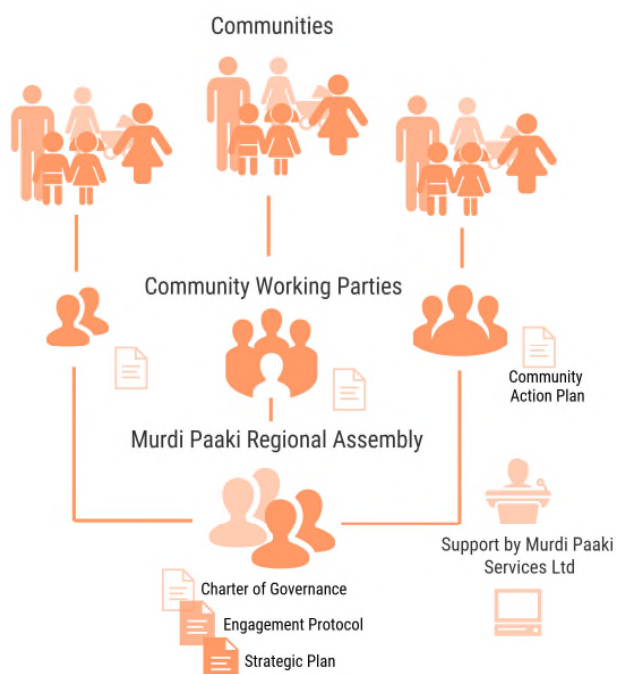 Communities
Community Working Parties
Community
Action Plan
Murdi Paaki Regional Assembly
Support by Murdi Paaki
Services Ltd
Charter of Governance
Engagement Protocol
Strategic Plan